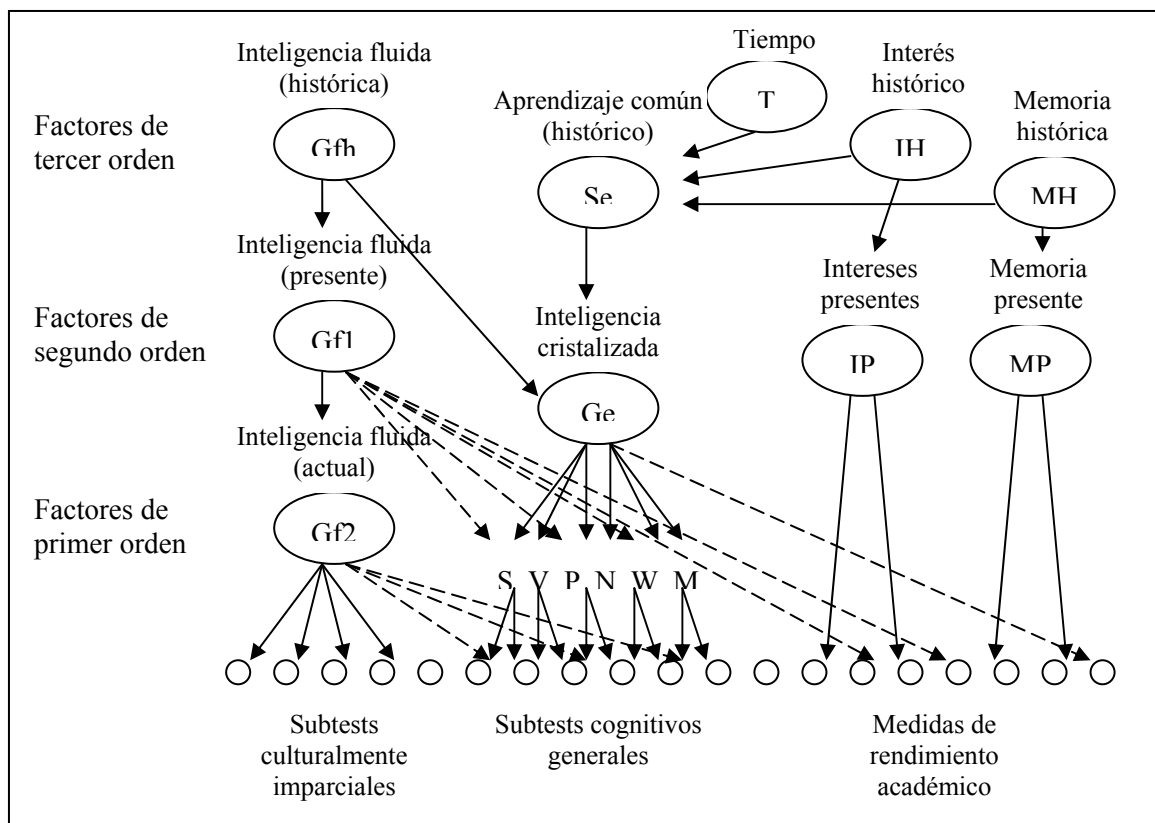 Inteligencia fluida
(histórica)
Tiempo
Interés
histórico
Aprendizaje común
(histórico)
Memoria
histórica
Factores de
tercer orden
Gfh
T
IH
Se
MH
Inteligencia fluida
(presente)
Intereses
presentes
Memoria
presente
Factores de
segundo orden
Inteligencia
cristalizada
Gf1
IP
MP
Ge
Inteligencia fluida
(actual)
Factores de
primer orden
Gf2
S V P N W M
Subtests
culturalmente
imparciales
Subtests cognitivos
generales
Medidas de
rendimiento
académico